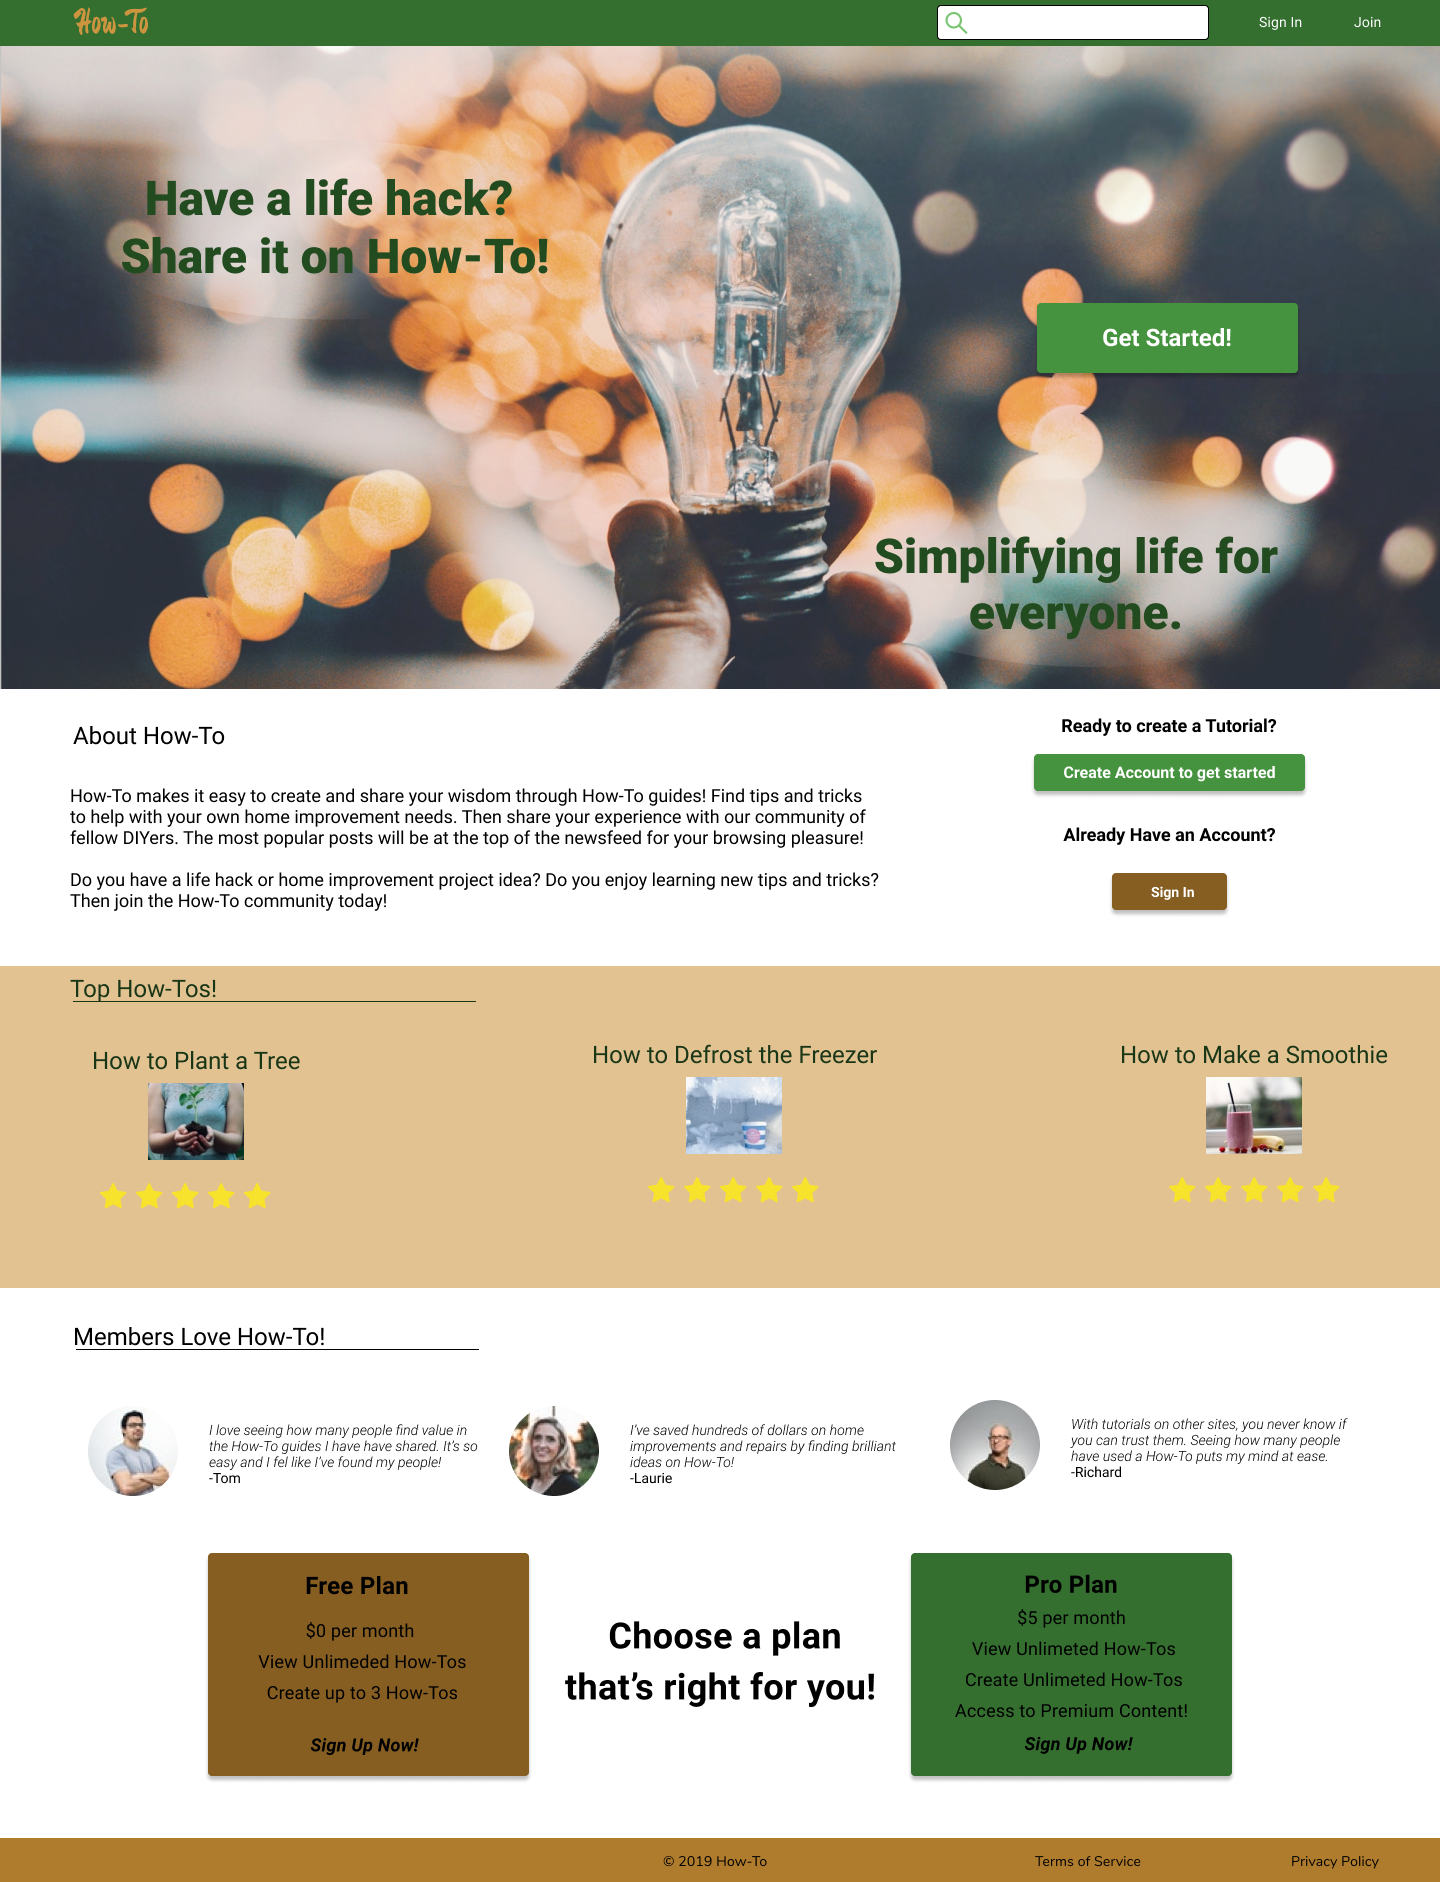 How-To
Sign In
Join
Have a life hack?
Share it on How-To!
Get Started!
Simplifying life for
everyone.
About How-To
How-To makes it easy to create and share your wisdom through How-To guides! Find tips and tricks
to help with your own home improvement needs. Then share your experience with our community of
fellow DIYers. The most popular posts will be at the top of the newsfeed for your browsing pleasure!
Do you have a life hack or home improvement project idea? Do you enjoy learning new tips and tricks?
Then join the How-To community today!
Ready to create a Tutorial?
Create Account to get started
Already Have an Account?
Sign In
Top How-Tos!
How to Plant a Tree
How to Defrost the Freezer
How to Make a Smoothie
Members Love How-To!
I love seeing how many people find value in
the How-To guides I have have shared. It's so
easy and I fel like I've found my people!
-Tom
I've saved hundreds of dollars on home
improvements and repairs by finding brilliant
ideas on How-To!
-Laurie
With tutorials on other sites, you never know if
you can trust them. Seeing how many people
have used a How-To puts my mind at ease.
-Richard
Free Plan
$0 per month
View Unlimeded How-Tos
Create up to 3 How-Tos
Sign Up Now!
Choose a plan
that's right for you!
Pro Plan
$5 per month
View Unlimeted How-Tos
Create Unlimeted How-Tos
Access to Premium Content!
Sign Up Now!
© 2019 How-To
Terms of Service
Privacy Policy